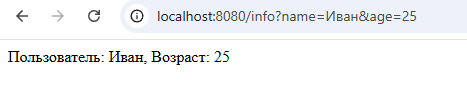 localhost:8080/info?name=Иван&age=25
Пользователь: Иван, Возраст: 25